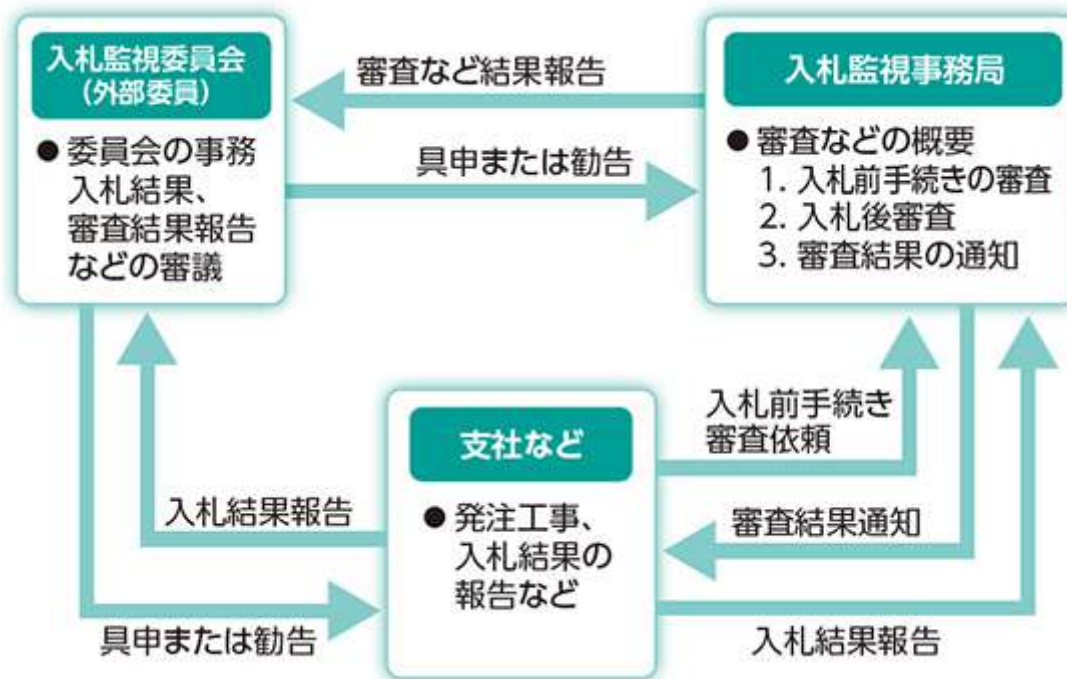 入札監視委員会
（外部委員）
● 委員会の事務
入札結果、
審査結果報告
などの審議
審査など結果報告
具申または勧告
入札監視事務局
● 審査などの概要
1. 入札前手続きの審査
2. 入札後審査
3. 審査結果の通知
支社など
● 発注工事、
入札結果の
報告など
入札結果報告
具申または勧告
入札前手続き
審査依頼
審査結果通知
入札結果報告